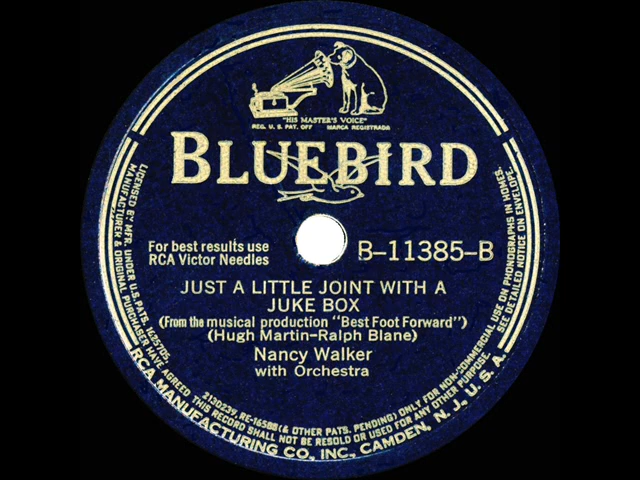 "HIS MASTER'S VOICE"
REG. U. S. PAT. OFF. MARCA REGISTRADA
BLUEBIRD
For best results use
RCA Victor Needles
B-11385-B
JUST A LITTLE JOINT WITH A
JUKE BOX
(From the musical production "Best Foot Forward")
(Hugh Martin-Ralph Blane)
Nancy Walker
with Orchestra
LICENSED BY MFR. UNDER U.S. PATS. 1625705, 2130239, RE-16588 (& OTHER PATS. PENDING) ONLY FOR NON-COMMERCIAL USE ON PHONOGRAPHS IN HOMES.
MANUFACTURER & ORIGINAL PURCHASER HAVE AGREED THIS RECORD SHALL NOT BE RESOLD OR USED FOR ANY OTHER PURPOSE. SEE DETAILED NOTICE ON ENVELOPE.
RCA MANUFACTURING CO., INC., CAMDEN, N. J., U. S. A.